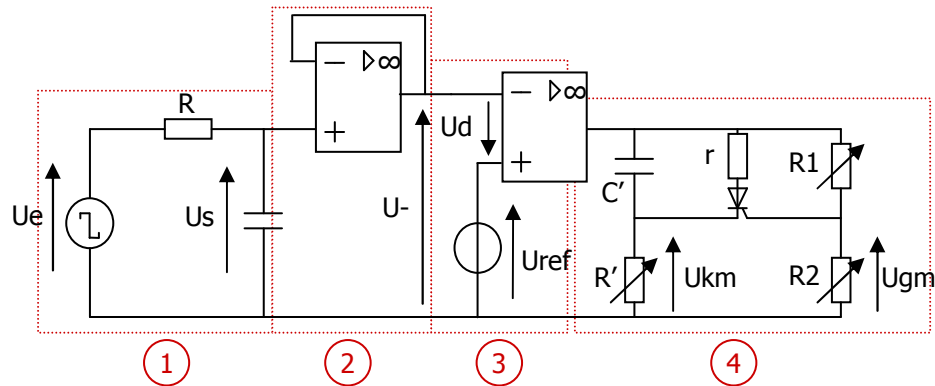 R
Ue
Us
− ▷∞
+
U-
Ud
− ▷∞
+
Uref
C’
r
R1
R’
Ukm
R2
Ugm
1
2
3
4